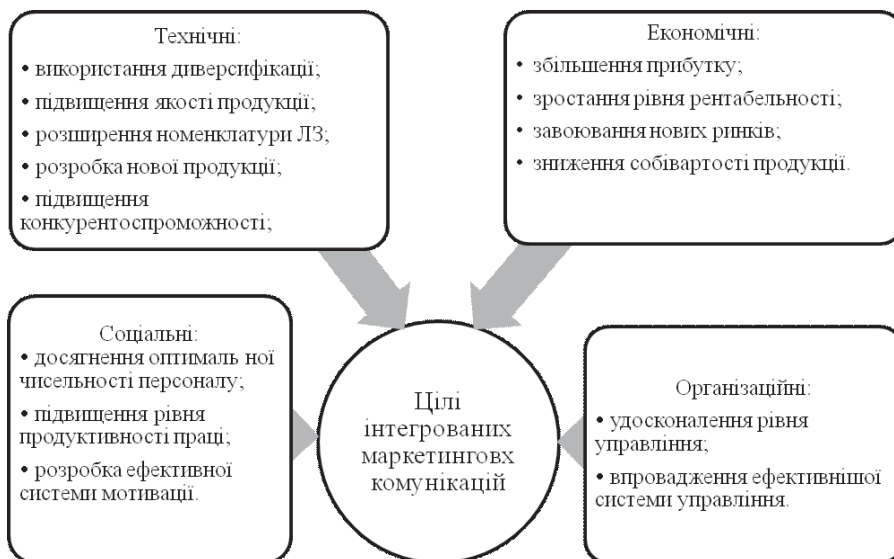 Технічні:
• використання диверсифікації;
• підвищення якості продукції;
• розширення номенклатури ЛЗ;
• розробка нової продукції;
• підвищення
конкурентоспроможності;
Економічні:
• збільшення прибутку;
• зростання рівня рентабельності;
• завоювання нових ринків;
• зниження собівартості продукції.
Соціальні:
• досягнення оптималь ної
чисельності персоналу;
• підвищення рівня
продуктивності праці;
• розробка ефективної
системи мотивації.
Цілі
інтегрованих
маркетинговх
комунікацій
Організаційні:
• удосконалення рівня
управління;
• впровадження ефективнішої
системи управління.